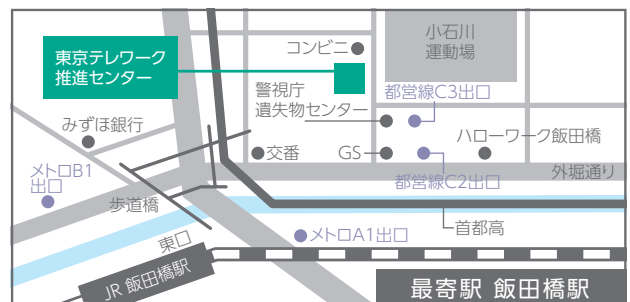 小石川
運動場
コンビニ
東京テレワーク
推進センター
警視庁
遺失物センター
都営線C3出口
みずほ銀行
ハローワーク飯田橋
交番
GS
メトロB1
出口
外堀通り
都営線C2出口
歩道橋
首都高
東口
メトロA1出口
JR 飯田橋駅
最寄駅 飯田橋駅